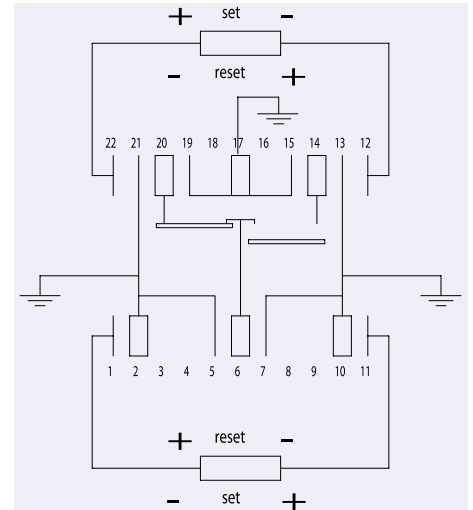 + set -
- reset +
22 21 20 19 18 17 16 15 14 13 12
1 2 3 4 5 6 7 8 9 10 11
+ reset -
- set +